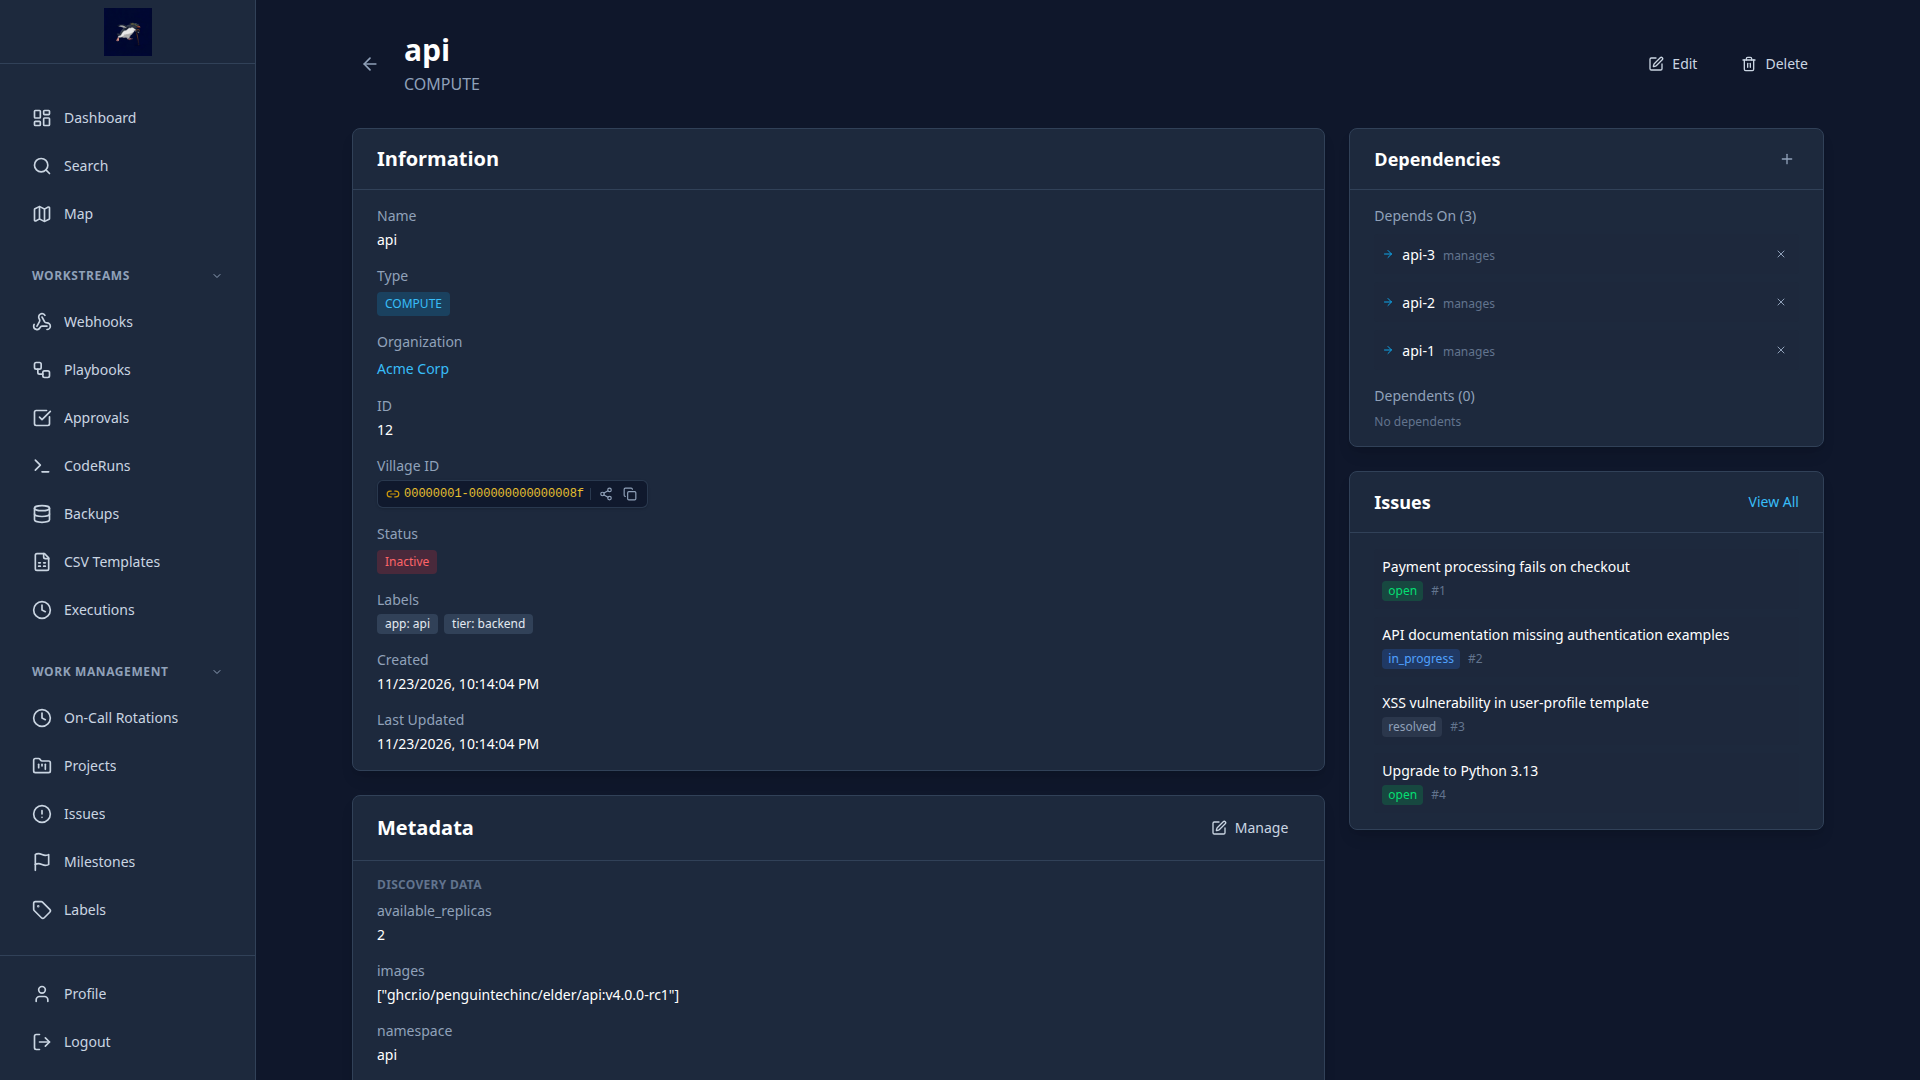 Dashboard
Search
Map
WORKSTREAMS
Webhooks
Playbooks
Approvals
CodeRuns
Backups
CSV Templates
Executions
WORK MANAGEMENT
On-Call Rotations
Projects
Issues
Milestones
Labels
Profile
Logout
api
COMPUTE
Edit
Delete
Information
Name
api
Type
COMPUTE
Organization
Acme Corp
ID
12
Village ID
00000001-000000000000008f
Status
Inactive
Labels
app: api
tier: backend
Created
11/23/2026, 10:14:04 PM
Last Updated
11/23/2026, 10:14:04 PM
Metadata
Manage
DISCOVERY DATA
available_replicas
2
images
["ghcr.io/penguintechinc/elder/api:v4.0.0-rc1"]
namespace
api
Dependencies
Depends On (3)
api-3 manages
api-2 manages
api-1 manages
Dependents (0)
No dependents
Issues
View All
Payment processing fails on checkout
open #1
API documentation missing authentication examples
in_progress #2
XSS vulnerability in user-profile template
resolved #3
Upgrade to Python 3.13
open #4